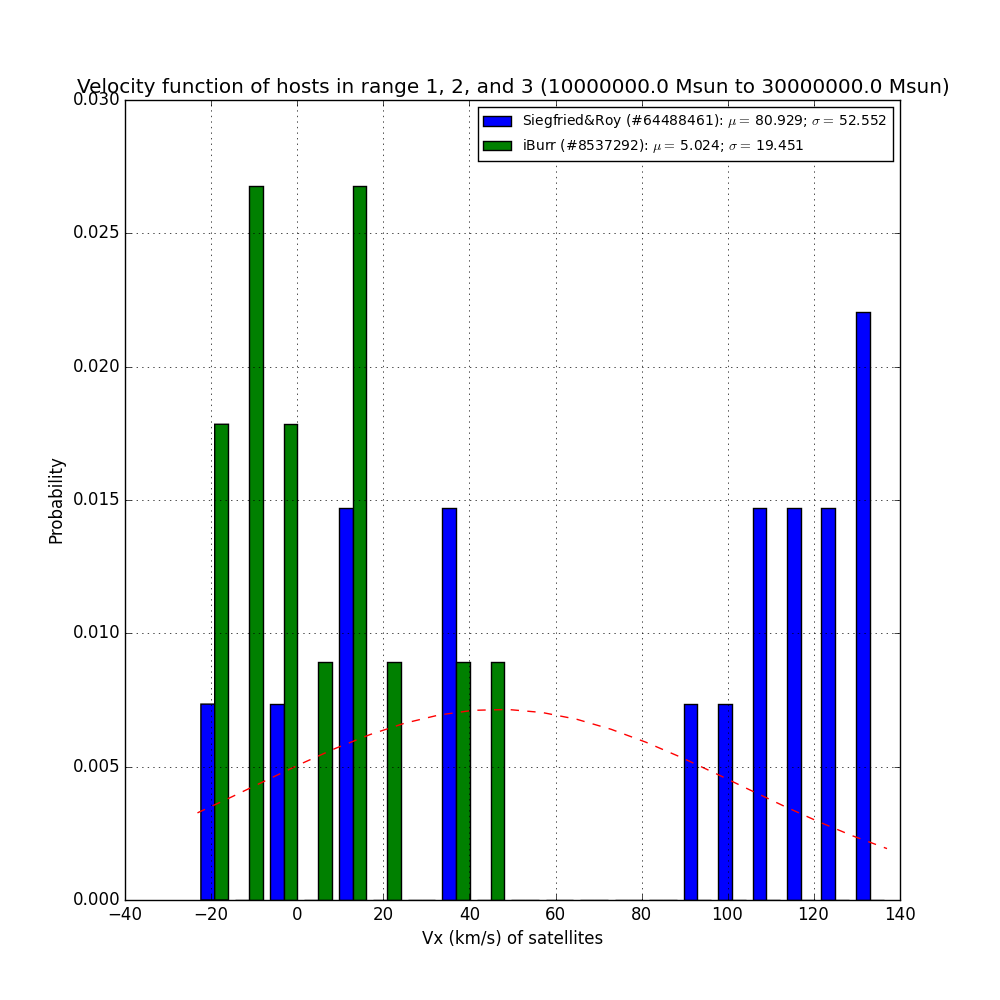 Velocity function of hosts in range 1, 2, and 3 (10000000.0 Msun to 30000000.0 Msun)
Siegfried&Roy (#64488461): μ = 80.929; σ = 52.552
iBurr (#8537292): μ = 5.024; σ = 19.451
0.030
0.025
0.020
0.015
0.010
0.005
0.000
Probability
−40 −20 0 20 40 60 80 100 120 140
Vx (km/s) of satellites